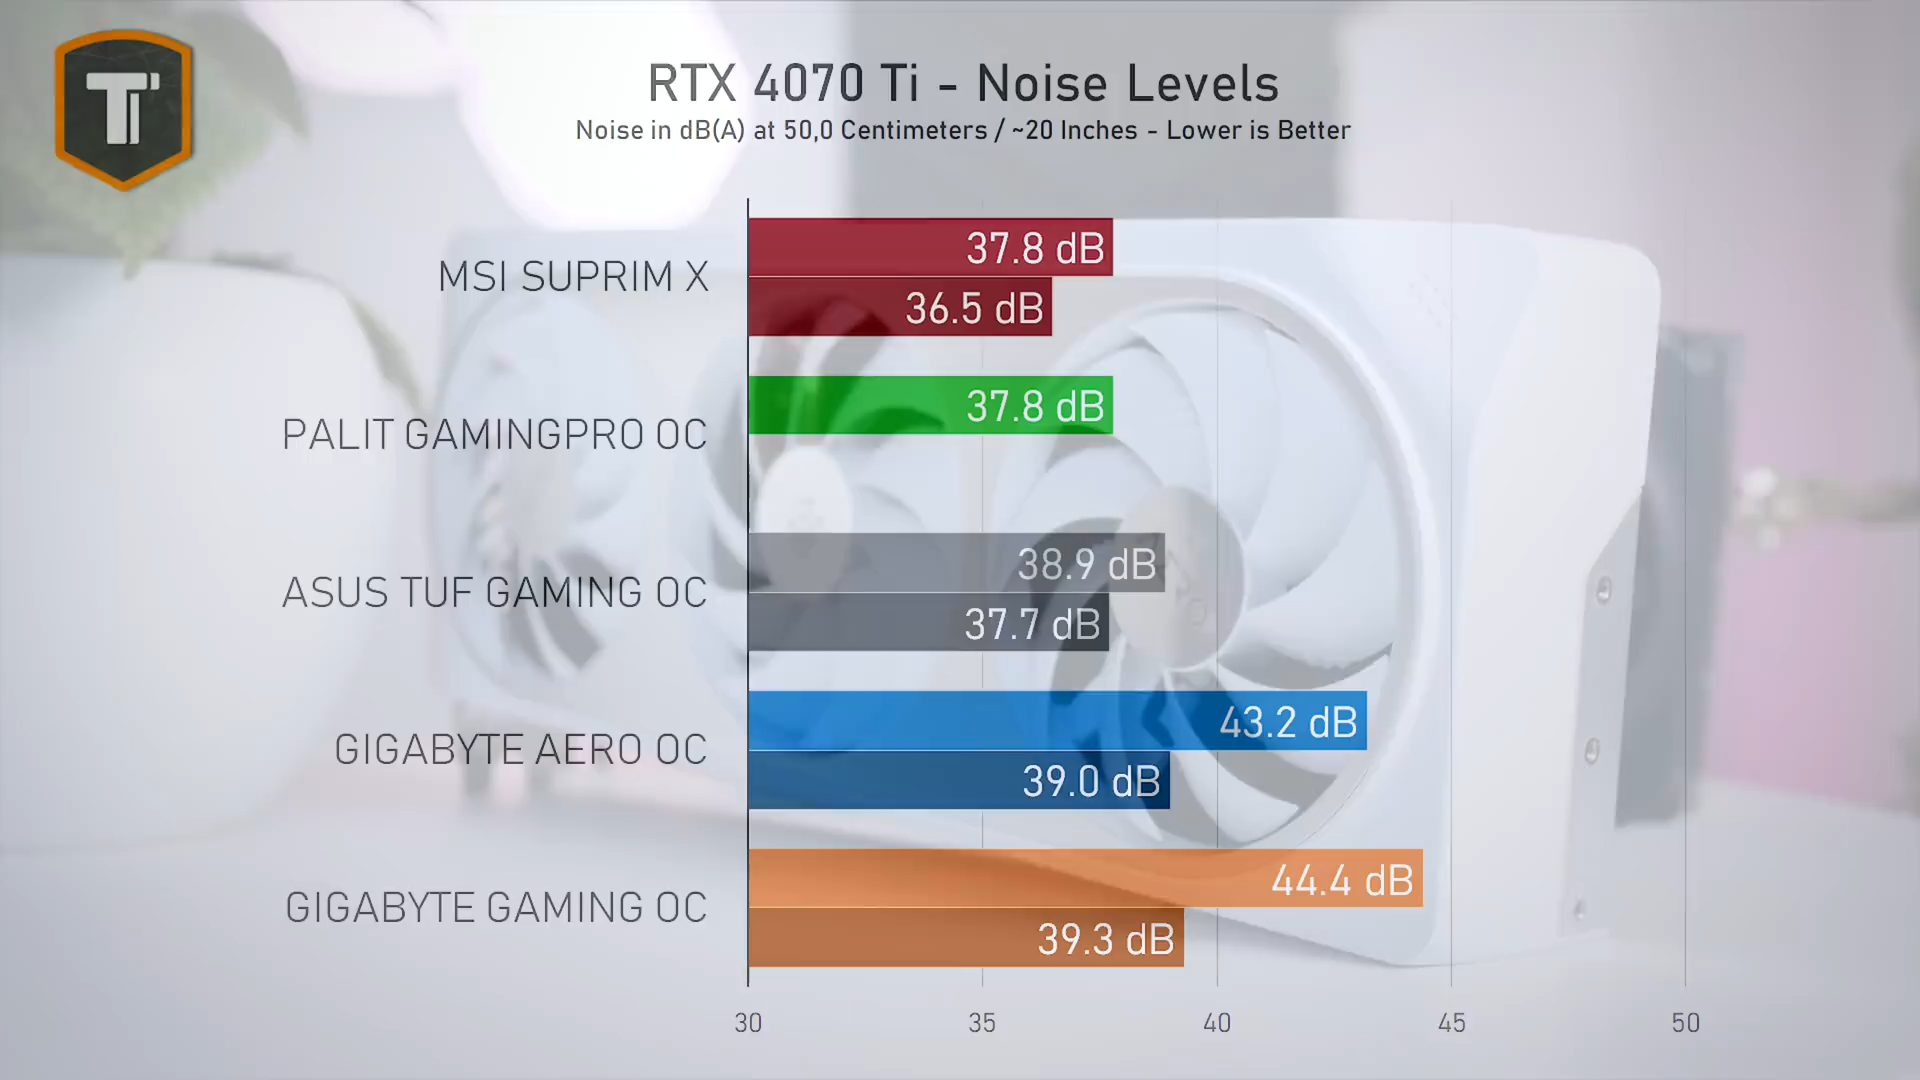 RTX 4070 Ti - Noise Levels
Noise in dB(A) at 50,0 Centimeters / ~20 Inches - Lower is Better
MSI SUPRIM X
37.8 dB
36.5 dB
PALIT GAMINGPRO OC
37.8 dB
ASUS TUF GAMING OC
38.9 dB
37.7 dB
GIGABYTE AERO OC
43.2 dB
39.0 dB
GIGABYTE GAMING OC
44.4 dB
39.3 dB
30 35 40 45 50